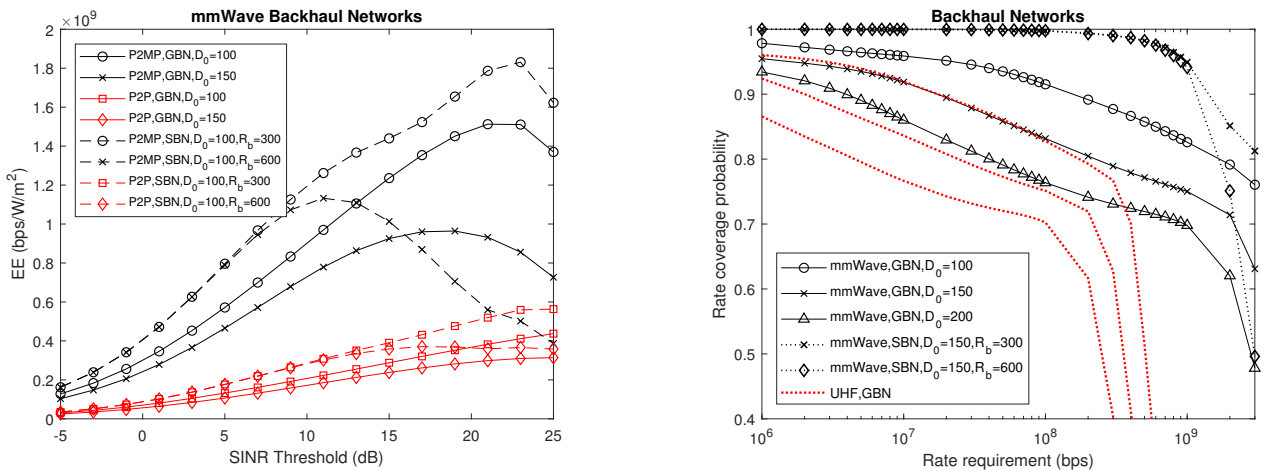 mmWave Backhaul Networks
×10^9
2
1.8
1.6
1.4
1.2
1
0.8
0.6
0.4
0.2
0
EE (bps/W/m^2)
P2MP,GBN,D_0=100
P2MP,GBN,D_0=150
P2P,GBN,D_0=100
P2P,GBN,D_0=150
P2MP,SBN,D_0=100,R_b=300
P2MP,SBN,D_0=100,R_b=600
P2P,SBN,D_0=100,R_b=300
P2P,SBN,D_0=100,R_b=600
-5 0 5 10 15 20 25
SINR Threshold (dB)
Backhaul Networks
1
0.9
0.8
0.7
0.6
0.5
0.4
Rate coverage probability
mmWave,GBN,D_0=100
mmWave,GBN,D_0=150
mmWave,GBN,D_0=200
mmWave,SBN,D_0=150,R_b=300
mmWave,SBN,D_0=150,R_b=600
UHF,GBN
10^6 10^7 10^8 10^9
Rate requirement (bps)